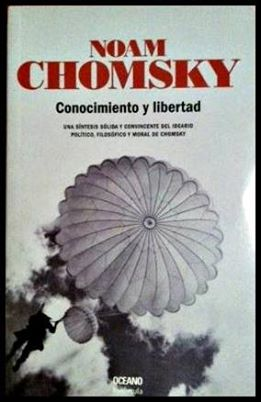 NOAM
CHOMSKY
Conocimiento y libertad
UNA SÍNTESIS SÓLIDA Y CONVINCENTE DEL IDEARIO
POLÍTICO, FILOSÓFICO Y MORAL DE CHOMSKY
OCEANO